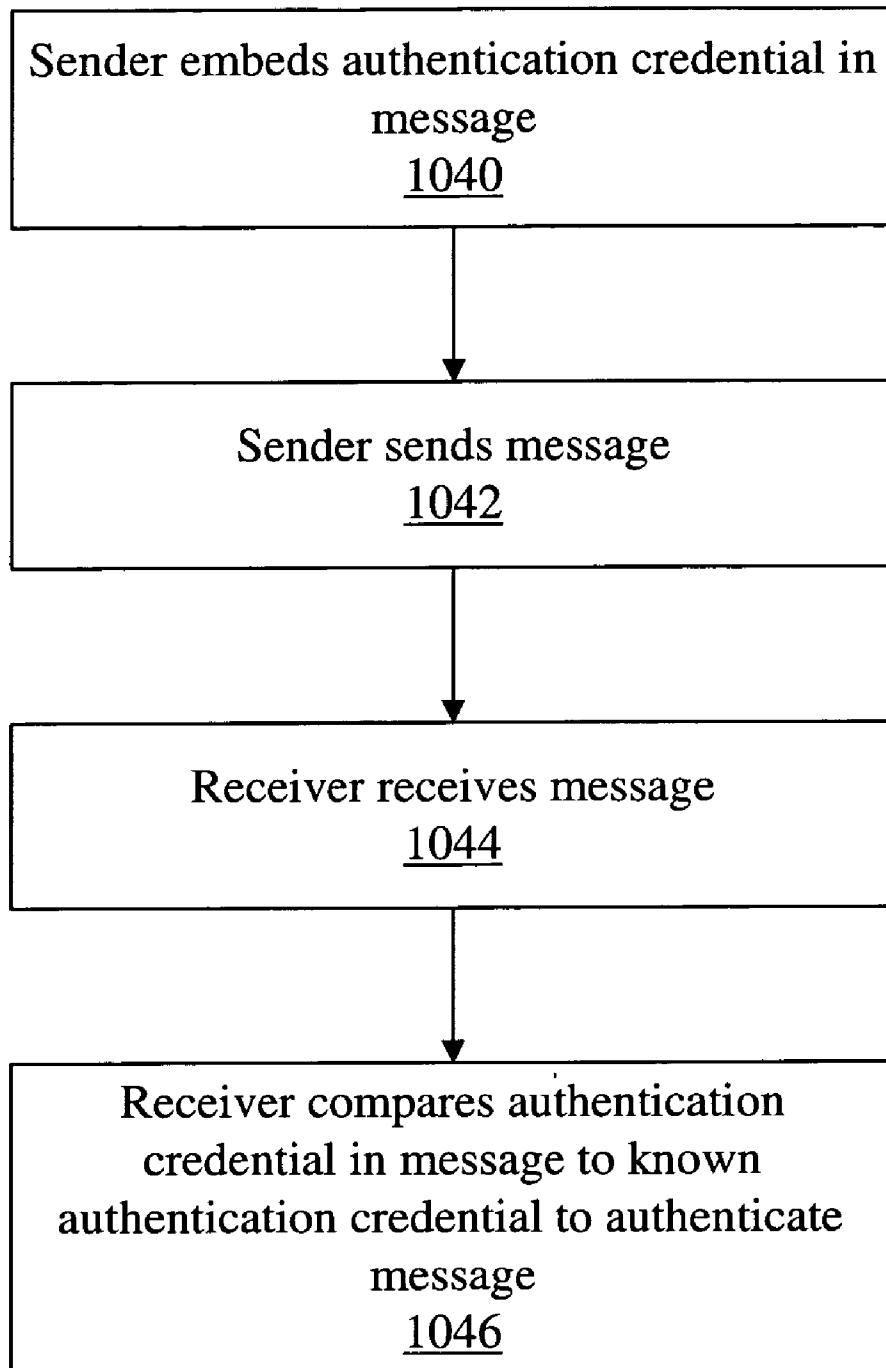 Sender embeds authentication credential in
message
1040
Sender sends message
1042
Receiver receives message
1044
Receiver compares authentication
credential in message to known
authentication credential to authenticate
message
1046